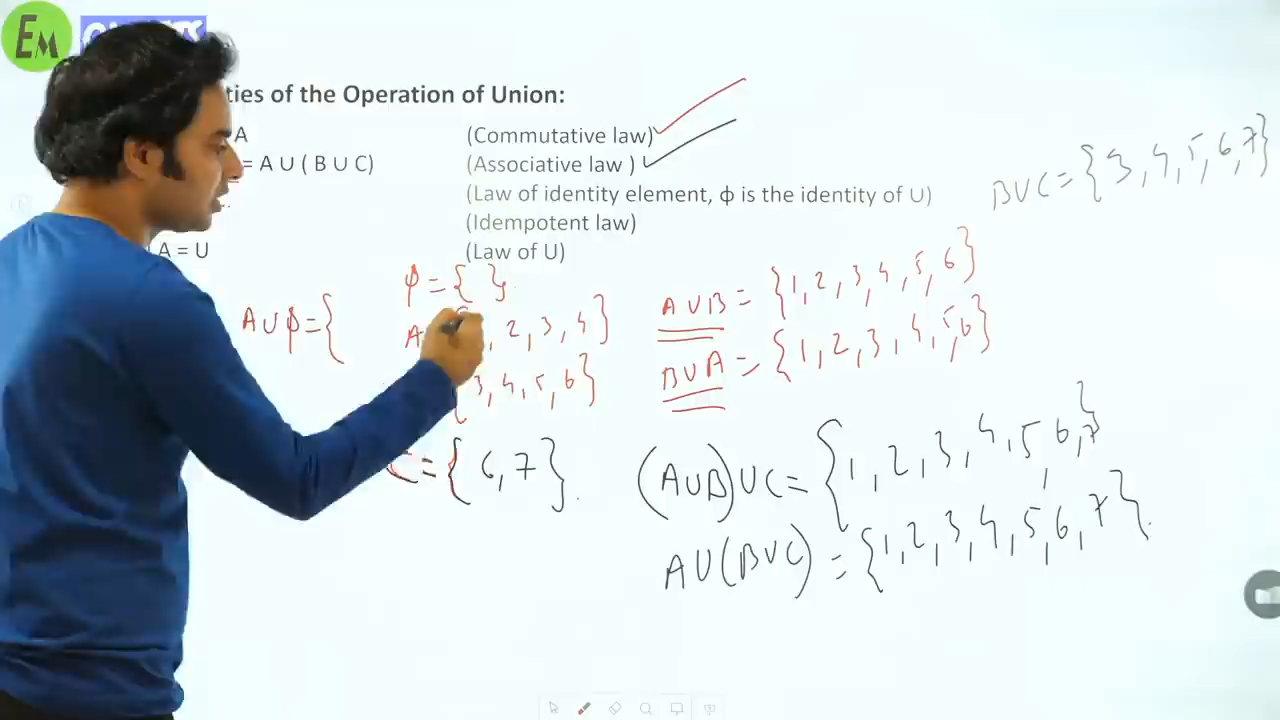 EM
ties of the Operation of Union:
A (Commutative law)
= A ∪ ( B ∪ C) (Associative law )
(Law of identity element, ϕ is the identity of ∪)
(Idempotent law)
A = U (Law of U)
B∪C = {3, 4, 5, 6, 7}
ϕ = { }
A∪ϕ = {
A , 2, 3, 4}
{3, 4, 5, 6}
C = {6, 7}.
A∪B = {1, 2, 3, 4, 5, 6}
B∪A = {1, 2, 3, 4, 5, 6}
(A∪B)∪C = {1, 2, 3, 4, 5, 6, 7}
A∪(B∪C) = {1, 2, 3, 4, 5, 6, 7}.